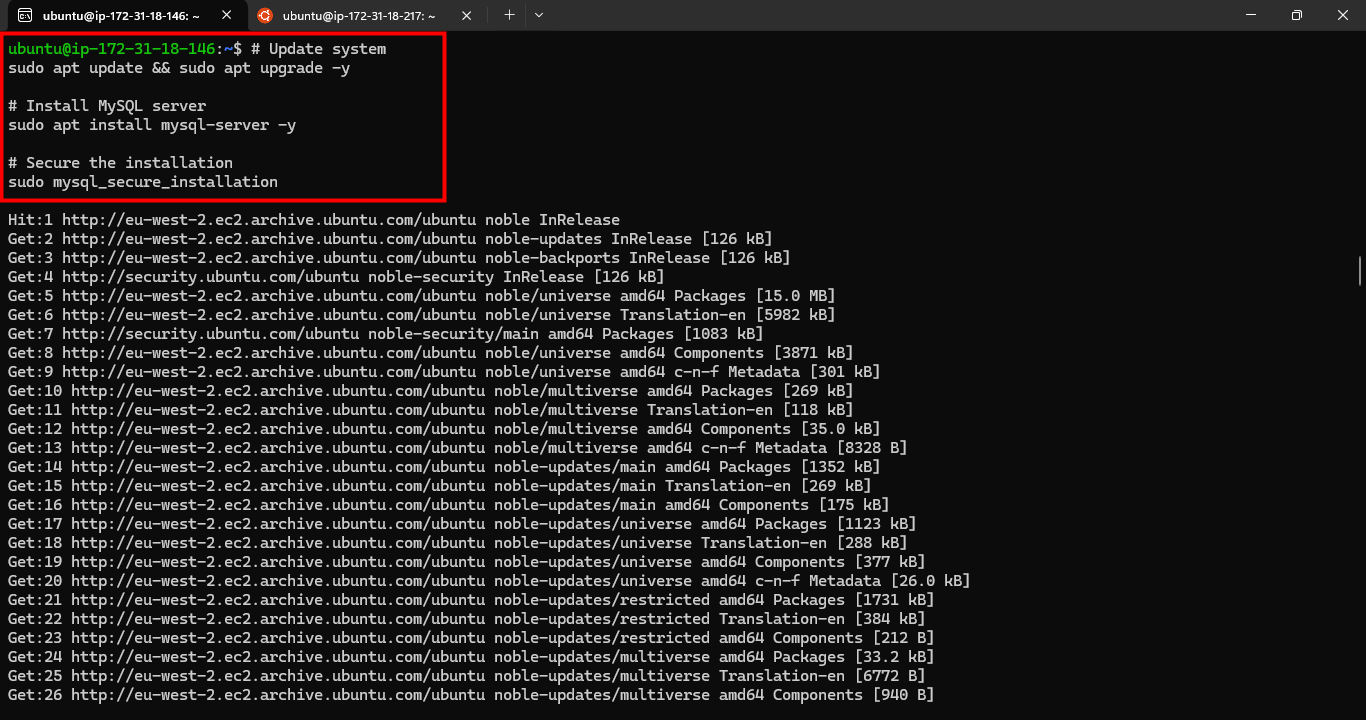 ubuntu@ip-172-31-18-146: ~
ubuntu@ip-172-31-18-217: ~
ubuntu@ip-172-31-18-146:~$ # Update system
sudo apt update && sudo apt upgrade -y
# Install MySQL server
sudo apt install mysql-server -y
# Secure the installation
sudo mysql_secure_installation
Hit:1 http://eu-west-2.ec2.archive.ubuntu.com/ubuntu noble InRelease
Get:2 http://eu-west-2.ec2.archive.ubuntu.com/ubuntu noble-updates InRelease [126 kB]
Get:3 http://eu-west-2.ec2.archive.ubuntu.com/ubuntu noble-backports InRelease [126 kB]
Get:4 http://security.ubuntu.com/ubuntu noble-security InRelease [126 kB]
Get:5 http://eu-west-2.ec2.archive.ubuntu.com/ubuntu noble/universe amd64 Packages [15.0 MB]
Get:6 http://eu-west-2.ec2.archive.ubuntu.com/ubuntu noble/universe Translation-en [5982 kB]
Get:7 http://security.ubuntu.com/ubuntu noble-security/main amd64 Packages [1083 kB]
Get:8 http://eu-west-2.ec2.archive.ubuntu.com/ubuntu noble/universe amd64 Components [3871 kB]
Get:9 http://eu-west-2.ec2.archive.ubuntu.com/ubuntu noble/universe amd64 c-n-f Metadata [301 kB]
Get:10 http://eu-west-2.ec2.archive.ubuntu.com/ubuntu noble/multiverse amd64 Packages [269 kB]
Get:11 http://eu-west-2.ec2.archive.ubuntu.com/ubuntu noble/multiverse Translation-en [118 kB]
Get:12 http://eu-west-2.ec2.archive.ubuntu.com/ubuntu noble/multiverse amd64 Components [35.0 kB]
Get:13 http://eu-west-2.ec2.archive.ubuntu.com/ubuntu noble/multiverse amd64 c-n-f Metadata [8328 B]
Get:14 http://eu-west-2.ec2.archive.ubuntu.com/ubuntu noble-updates/main amd64 Packages [1352 kB]
Get:15 http://eu-west-2.ec2.archive.ubuntu.com/ubuntu noble-updates/main Translation-en [269 kB]
Get:16 http://eu-west-2.ec2.archive.ubuntu.com/ubuntu noble-updates/main amd64 Components [175 kB]
Get:17 http://eu-west-2.ec2.archive.ubuntu.com/ubuntu noble-updates/universe amd64 Packages [1123 kB]
Get:18 http://eu-west-2.ec2.archive.ubuntu.com/ubuntu noble-updates/universe Translation-en [288 kB]
Get:19 http://eu-west-2.ec2.archive.ubuntu.com/ubuntu noble-updates/universe amd64 Components [377 kB]
Get:20 http://eu-west-2.ec2.archive.ubuntu.com/ubuntu noble-updates/universe amd64 c-n-f Metadata [26.0 kB]
Get:21 http://eu-west-2.ec2.archive.ubuntu.com/ubuntu noble-updates/restricted amd64 Packages [1731 kB]
Get:22 http://eu-west-2.ec2.archive.ubuntu.com/ubuntu noble-updates/restricted Translation-en [384 kB]
Get:23 http://eu-west-2.ec2.archive.ubuntu.com/ubuntu noble-updates/restricted amd64 Components [212 B]
Get:24 http://eu-west-2.ec2.archive.ubuntu.com/ubuntu noble-updates/multiverse amd64 Packages [33.2 kB]
Get:25 http://eu-west-2.ec2.archive.ubuntu.com/ubuntu noble-updates/multiverse Translation-en [6772 B]
Get:26 http://eu-west-2.ec2.archive.ubuntu.com/ubuntu noble-updates/multiverse amd64 Components [940 B]